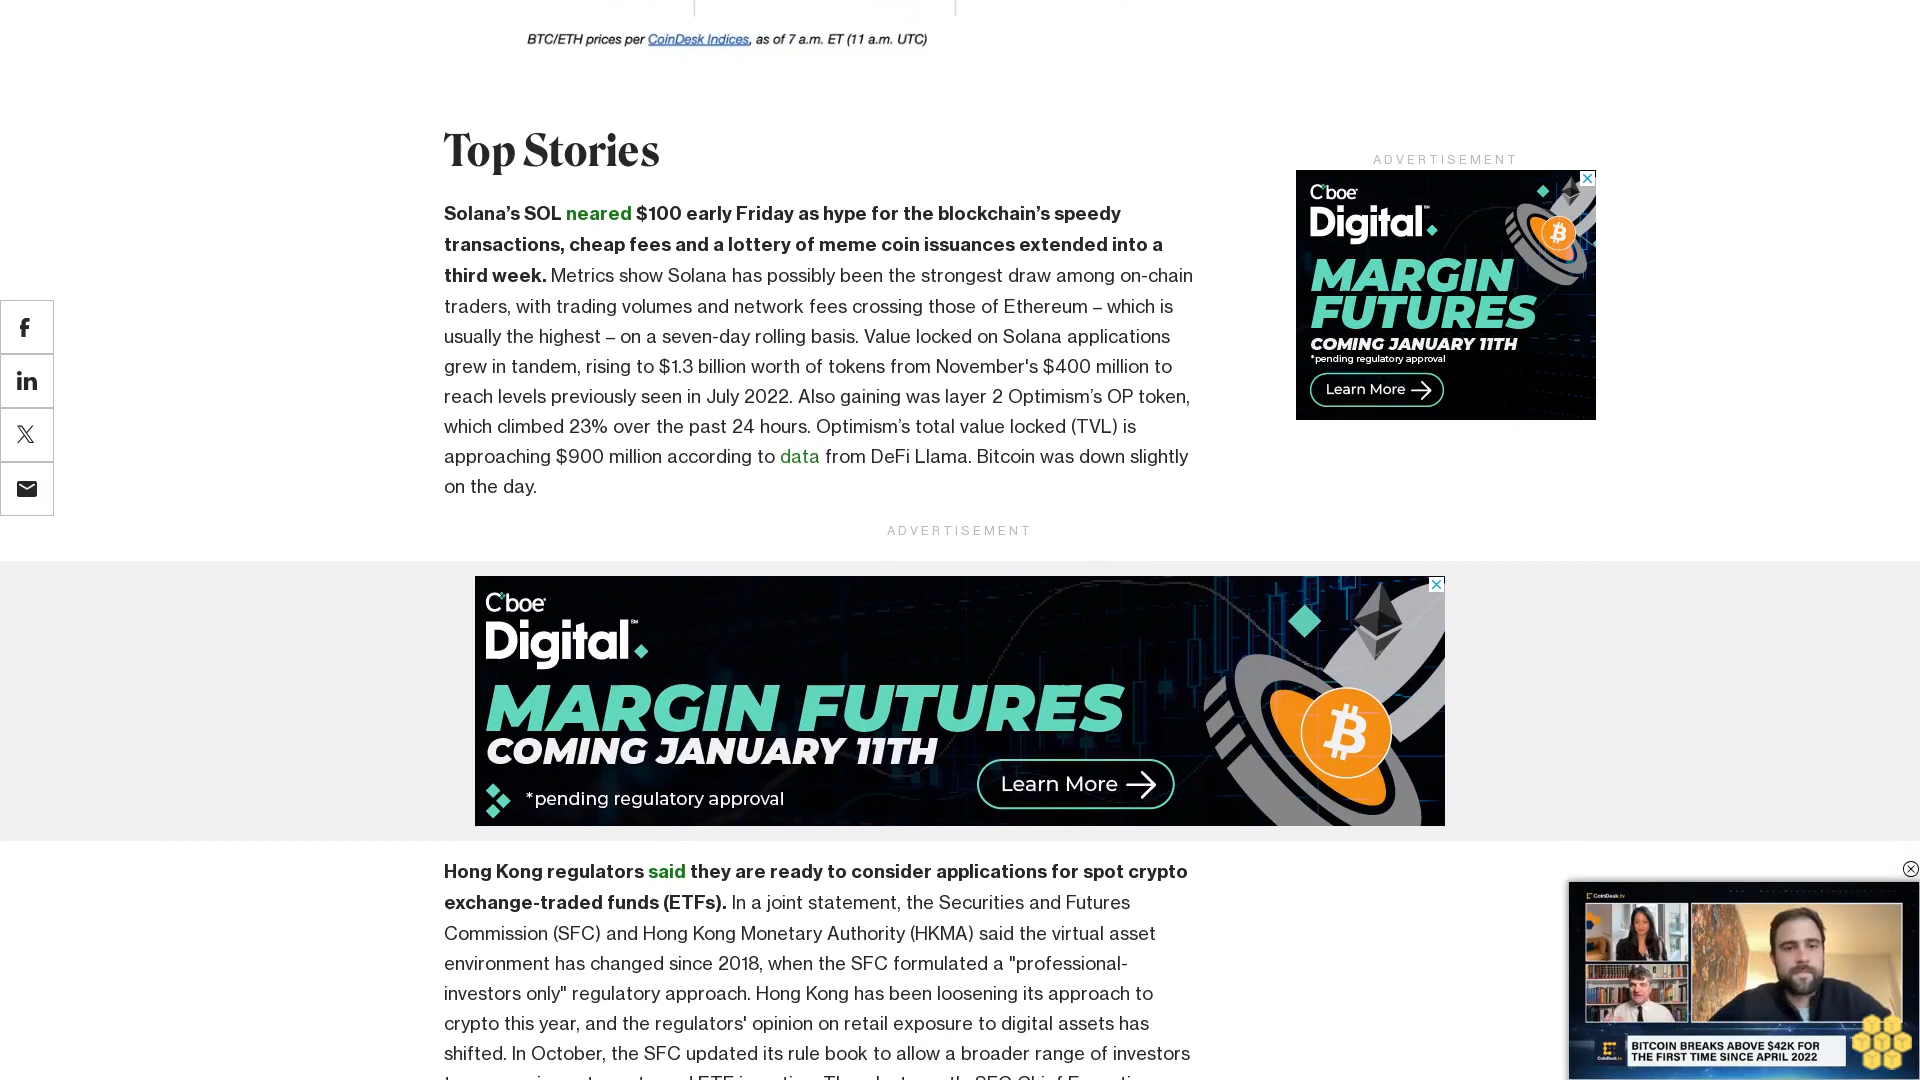 BTC/ETH prices per CoinDesk Indices, as of 7 a.m. ET (11 a.m. UTC)
Top Stories
Solana’s SOL neared $100 early Friday as hype for the blockchain’s speedy
transactions, cheap fees and a lottery of meme coin issuances extended into a
third week. Metrics show Solana has possibly been the strongest draw among on-chain
traders, with trading volumes and network fees crossing those of Ethereum – which is
usually the highest – on a seven-day rolling basis. Value locked on Solana applications
grew in tandem, rising to $1.3 billion worth of tokens from November's $400 million to
reach levels previously seen in July 2022. Also gaining was layer 2 Optimism’s OP token,
which climbed 23% over the past 24 hours. Optimism’s total value locked (TVL) is
approaching $900 million according to data from DeFi Llama. Bitcoin was down slightly
on the day.
ADVERTISEMENT
Cboe
Digital
MARGIN
FUTURES
COMING JANUARY 11TH
*pending regulatory approval
Learn More
ADVERTISEMENT
Cboe
Digital℠
MARGIN FUTURES
COMING JANUARY 11TH
*pending regulatory approval
Learn More
Hong Kong regulators said they are ready to consider applications for spot crypto
exchange-traded funds (ETFs). In a joint statement, the Securities and Futures
Commission (SFC) and Hong Kong Monetary Authority (HKMA) said the virtual asset
environment has changed since 2018, when the SFC formulated a "professional-
investors only" regulatory approach. Hong Kong has been loosening its approach to
crypto this year, and the regulators' opinion on retail exposure to digital assets has
shifted. In October, the SFC updated its rule book to allow a broader range of investors
CoinDesk.tv
CoinDesk.tv
BITCOIN BREAKS ABOVE $42K FOR
THE FIRST TIME SINCE APRIL 2022